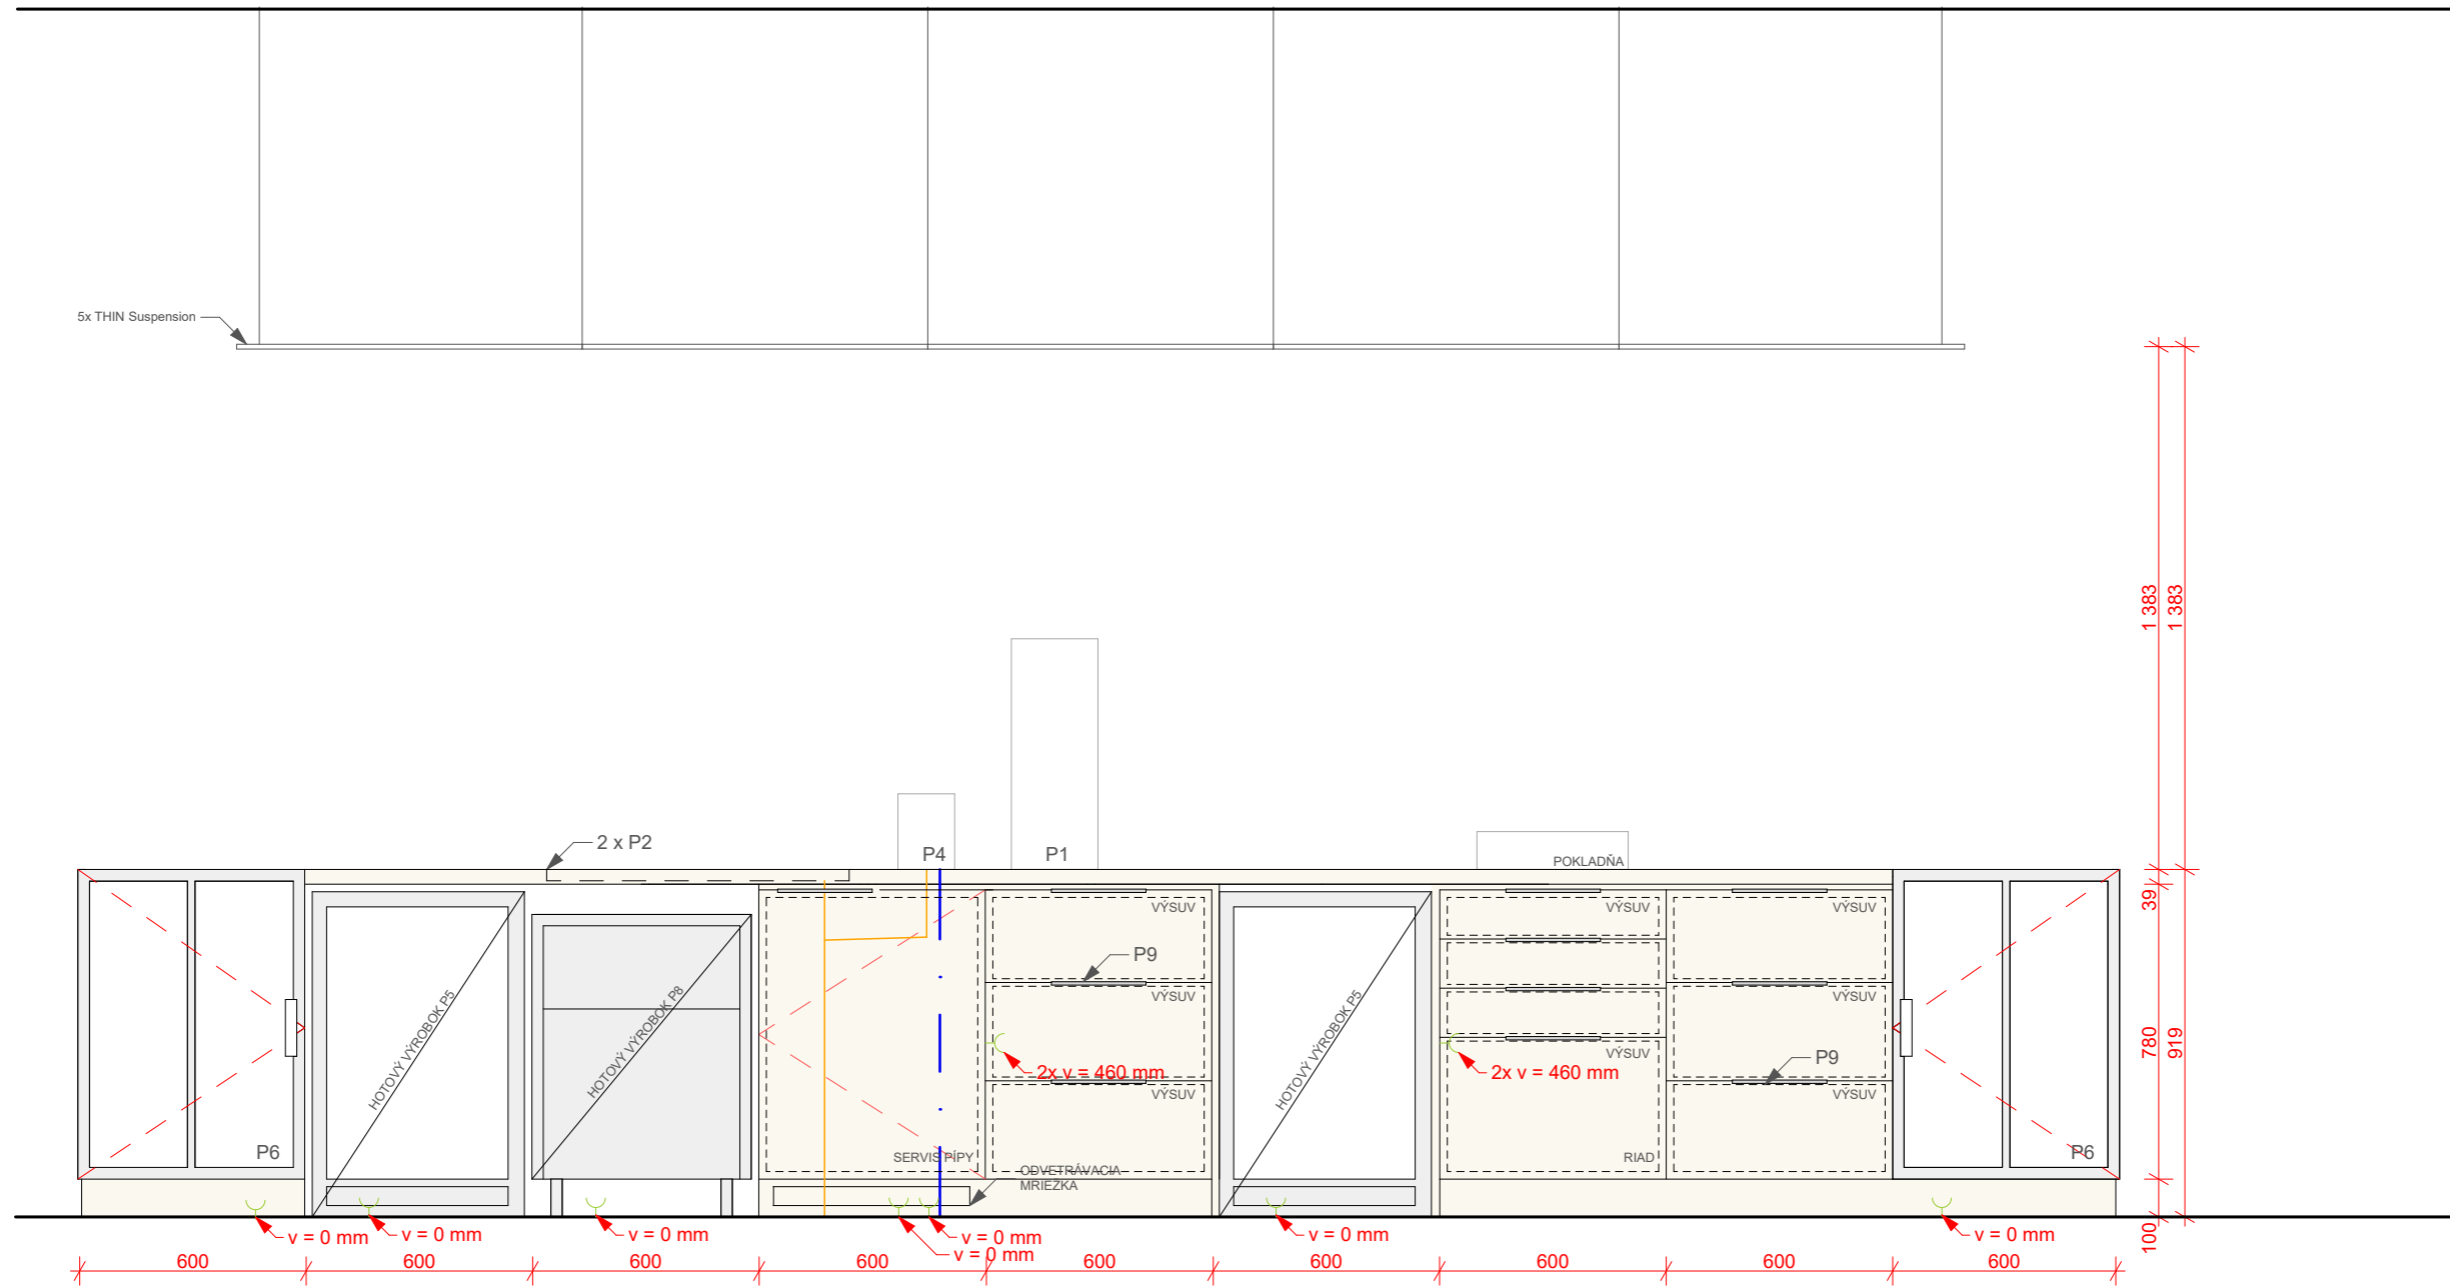 5x THIN Suspension
1 383
1 383
2 x P2
P4
P1
POKLADŇA
39
VÝSUV
VÝSUV
VÝSUV
P9
HOTOVÝ VÝROBOK P5
HOTOVÝ VÝROBOK P8
VÝSUV
HOTOVÝ VÝROBOK P5
VÝSUV
780
919
2x v = 460 mm
2x v = 460 mm
VÝSUV
P9
VÝSUV
VÝSUV
P6
SERVIS PÍPY
RIAD
P6
ODVETRÁVACIA
MRIEŽKA
100
v = 0 mm
v = 0 mm
v = 0 mm
v = 0 mm
v = 0 mm
v = 0 mm
v = 0 mm
600
600
600
600
600
600
600
600
600